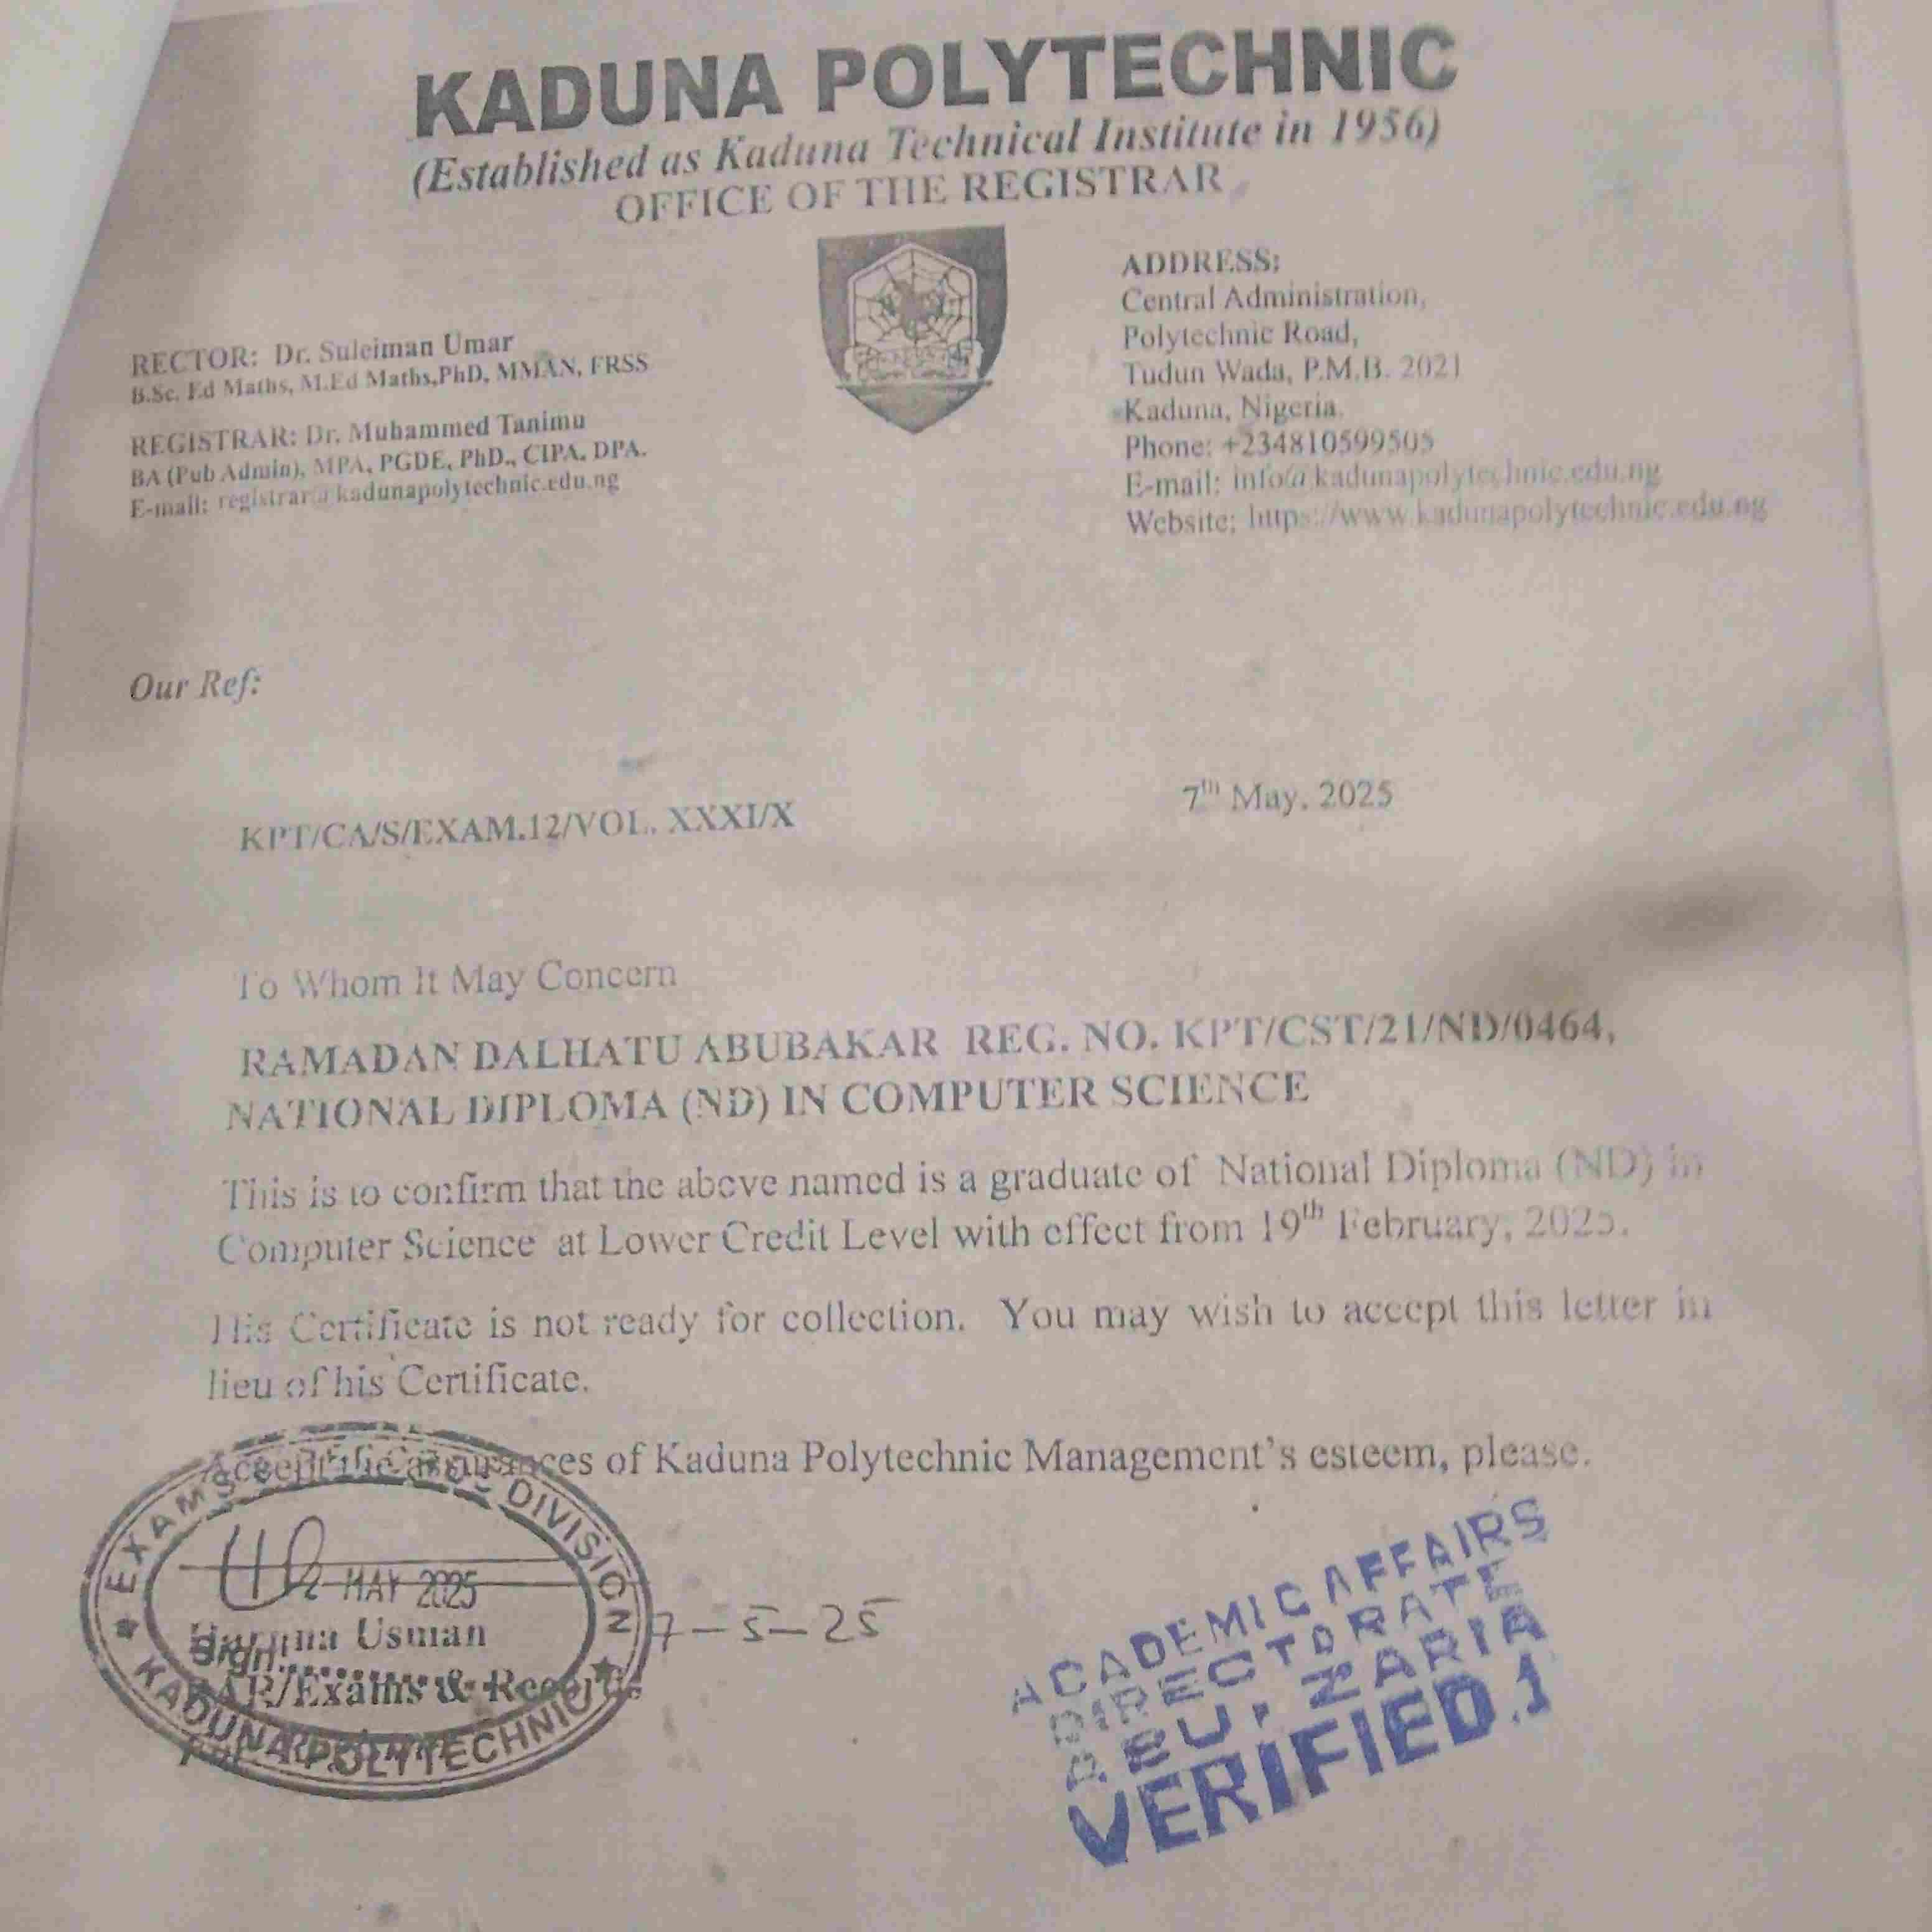 KADUNA POLYTECHNIC
(Established as Kaduna Technical Institute in 1956)
OFFICE OF THE REGISTRAR
RECTOR: Dr. Suleiman Umar
B.Sc. Ed Maths, M.Ed Maths,PhD, MMAN, FRSS
REGISTRAR: Dr. Muhammed Tanimu
BA (Pub Admin), MPA, PGDE, PhD., CIPA, DPA.
E-mail: registrar@kadunapolytechnic.edu.ng
ADDRESS:
Central Administration,
Polytechnic Road,
Tudun Wada, P.M.B. 2021
Kaduna, Nigeria.
Phone: +234810599505
E-mail: info@kadunapolytechnic.edu.ng
Website: https://www.kadunapolytechnic.edu.ng
Our Ref:
KPT/CA/S/EXAM.12/VOL. XXXI/X
7th May, 2025
To Whom It May Concern
RAMADAN DALHATU ABUBAKAR REG. NO. KPT/CST/21/ND/0464,
NATIONAL DIPLOMA (ND) IN COMPUTER SCIENCE
This is to confirm that the above named is a graduate of National Diploma (ND) in
Computer Science at Lower Credit Level with effect from 19th February, 2025.
His Certificate is not ready for collection. You may wish to accept this letter in
lieu of his Certificate.
Accept the assurances of Kaduna Polytechnic Management's esteem, please.
EXAMS DIVISION
MAY 2025
Haruna Usman
Sign
/Exams & Records
KADUNA POLYTECHNIC
7-5-25
ACADEMIC AFFAIRS
DIRECTORATE
A.B.U. ZARIA
VERIFIED.1